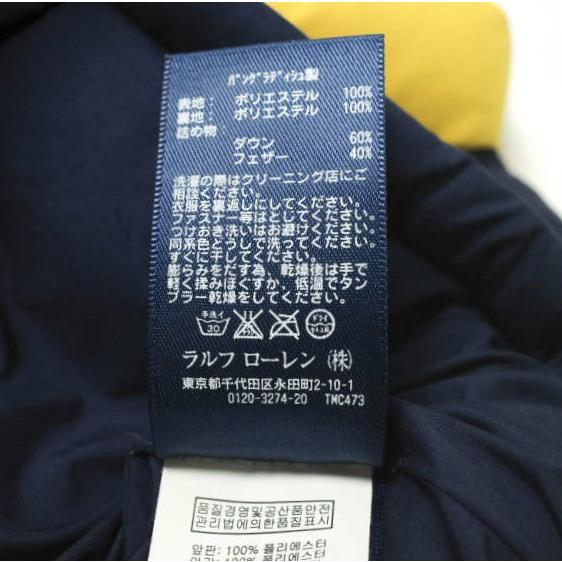 バングラディシュ製
表地: ポリエステル 100%
裏地: ポリエステル 100%
詰め物
ダウン 60%
フェザー 40%
洗濯の際はクリーニング店にご
相談ください。
衣服を裏返しにしてください。
ファスナー等はとじてください。
つけおき洗いはお避けください。
同系色どうしで洗ってください。
すぐに干してください。
膨らみをだす為、乾燥後は手で
軽く揉みほぐすか、低温でタン
ブラー乾燥をしてください。
手洗イ
30
ドライ
ラルフ ローレン (株)
東京都千代田区永田町2-10-1
0120-3274-20 TMC473
품질경영및공산품안전
관리법에의한품질표시
앞판: 100% 폴리에스터
100% 폴리에스터